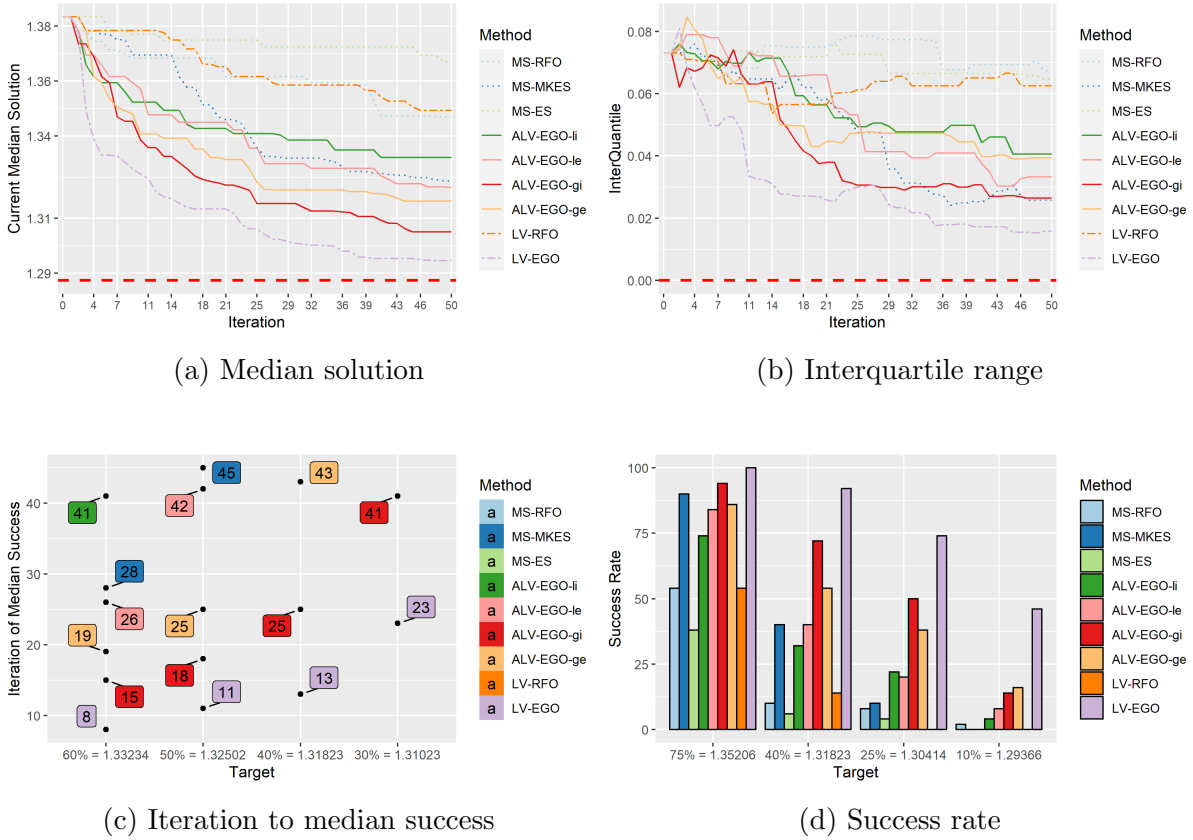 Current Median Solution
1.38
1.36
1.34
1.31
1.29
0 4 7 11 14 18 21 25 29 32 36 39 43 46 50
Iteration
Method
MS-RFO
MS-MKES
MS-ES
ALV-EGO-li
ALV-EGO-le
ALV-EGO-gi
ALV-EGO-ge
LV-RFO
LV-EGO
(a) Median solution
InterQuantile
0.08
0.06
0.04
0.02
0.00
0 4 7 11 14 18 21 25 29 32 36 39 43 46 50
Iteration
Method
MS-RFO
MS-MKES
MS-ES
ALV-EGO-li
ALV-EGO-le
ALV-EGO-gi
ALV-EGO-ge
LV-RFO
LV-EGO
(b) Interquartile range
Iteration of Median Success
40
30
20
10
45
43
42
41
41
28
26
23
19
25
25
18
15
13
11
8
60% = 1.33234 50% = 1.32502 40% = 1.31823 30% = 1.31023
Target
Method
a MS-RFO
a MS-MKES
a MS-ES
a ALV-EGO-li
a ALV-EGO-le
a ALV-EGO-gi
a ALV-EGO-ge
a LV-RFO
a LV-EGO
(c) Iteration to median success
Success Rate
100
75
50
25
0
75% = 1.35206 40% = 1.31823 25% = 1.30414 10% = 1.29366
Target
Method
MS-RFO
MS-MKES
MS-ES
ALV-EGO-li
ALV-EGO-le
ALV-EGO-gi
ALV-EGO-ge
LV-RFO
LV-EGO
(d) Success rate